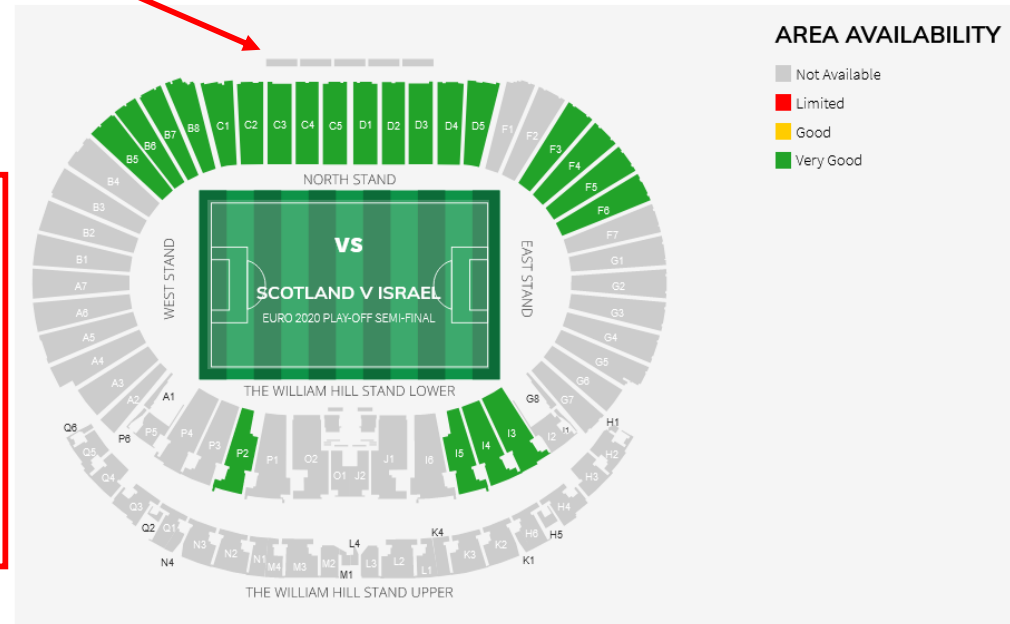 AREA AVAILABILITY
Not Available
Limited
Good
Very Good
B5
B6
B7
B8
C1
C2
C3
C4
C5
D1
D2
D3
D4
D5
F1
F2
F3
F4
F5
F6
F7
NORTH STAND
B4
B3
B2
B1
A7
A6
A5
A4
A3
A2
A1
WEST STAND
VS
SCOTLAND V ISRAEL
EURO 2020 PLAY-OFF SEMI-FINAL
EAST STAND
G1
G2
G3
G4
G5
G6
G7
G8
THE WILLIAM HILL STAND LOWER
P6
P5
P4
P3
P2
P1
O2
O1
J2
J1
I6
I5
I4
I3
I2
I1
H1
Q6
Q5
Q4
Q3
Q2
Q1
N4
N3
N2
N1
M4
M3
M2
M1
L4
L3
L2
L1
K4
K3
K2
K1
H6
H5
H4
H3
H2
THE WILLIAM HILL STAND UPPER